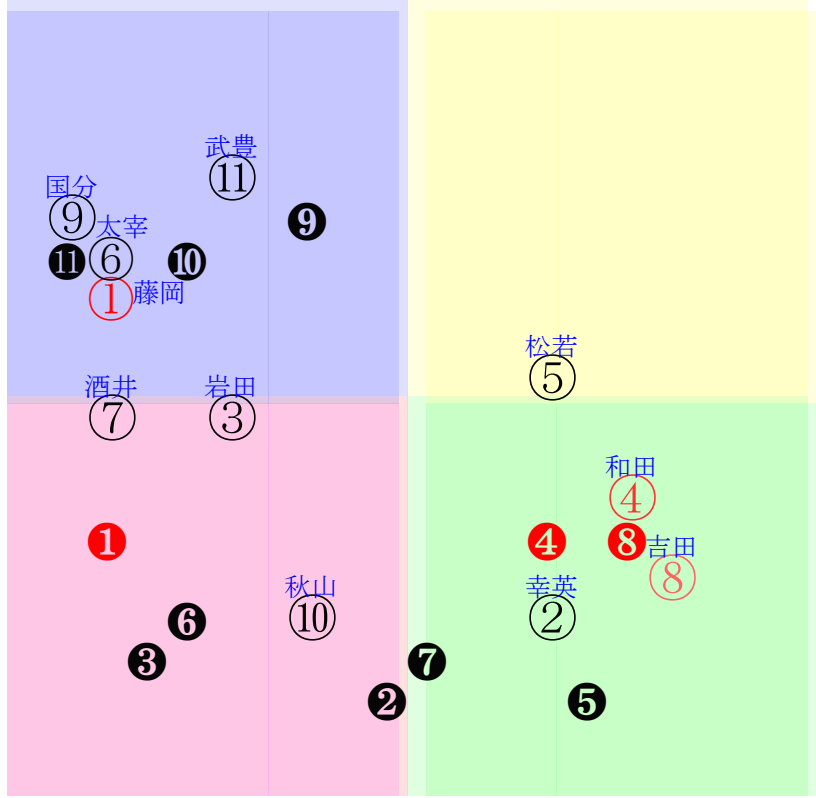 武豊
⑪
国分
⑨
❾
太宰
⓫
⑥
❿
①
藤岡
松若
⑤
酒井
岩田
⑦
③
和田
④
❶
❹
❽
吉田
⑧
秋山
幸英
⑩
②
❻
❸
❼
❷
❺